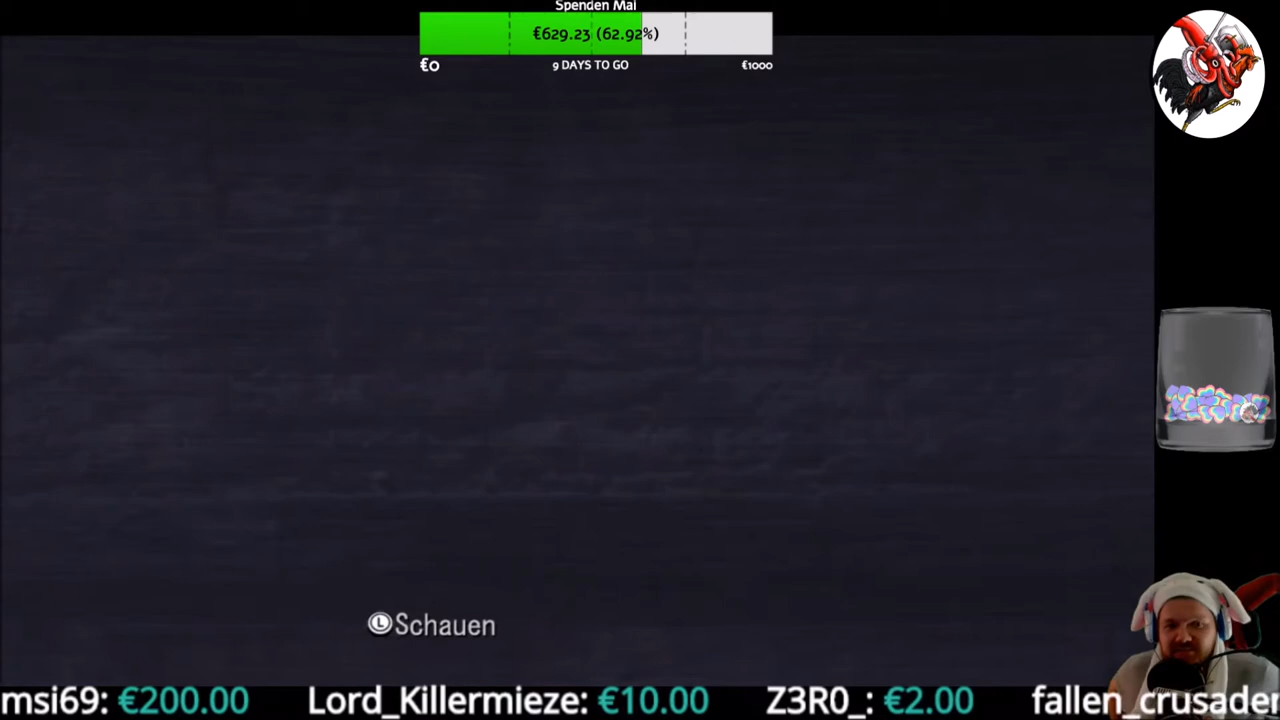 Spenden Mai
€629.23 (62.92%)
€0 9 DAYS TO GO €1000
L Schauen
msi69: €200.00 Lord_Killermieze: €10.00 Z3R0_: €2.00 fallen_crusader